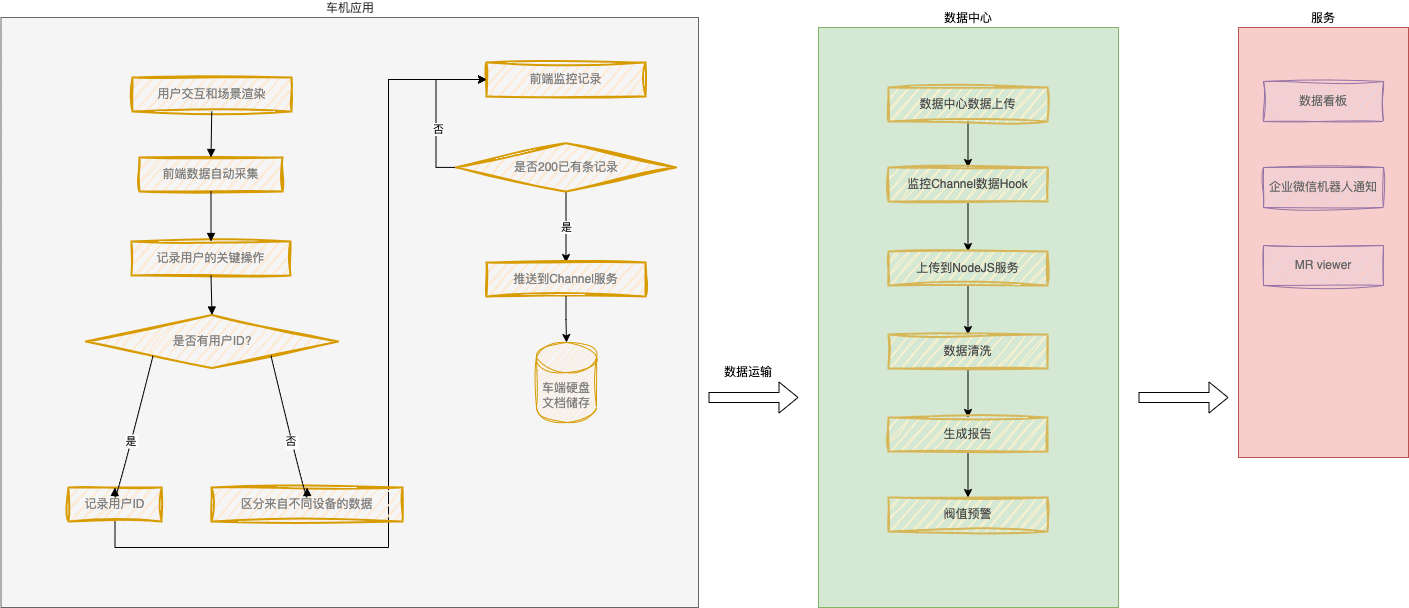 车机应用
用户交互和场景渲染
前端数据自动采集
记录用户的关键操作
是否有用户ID?
是
否
记录用户ID
区分来自不同设备的数据
前端监控记录
否
是否200已有条记录
是
推送到Channel服务
车端硬盘
文档储存
数据运输
数据中心
数据中心数据上传
监控Channel数据Hook
上传到NodeJS服务
数据清洗
生成报告
阀值预警
服务
数据看板
企业微信机器人通知
MR viewer